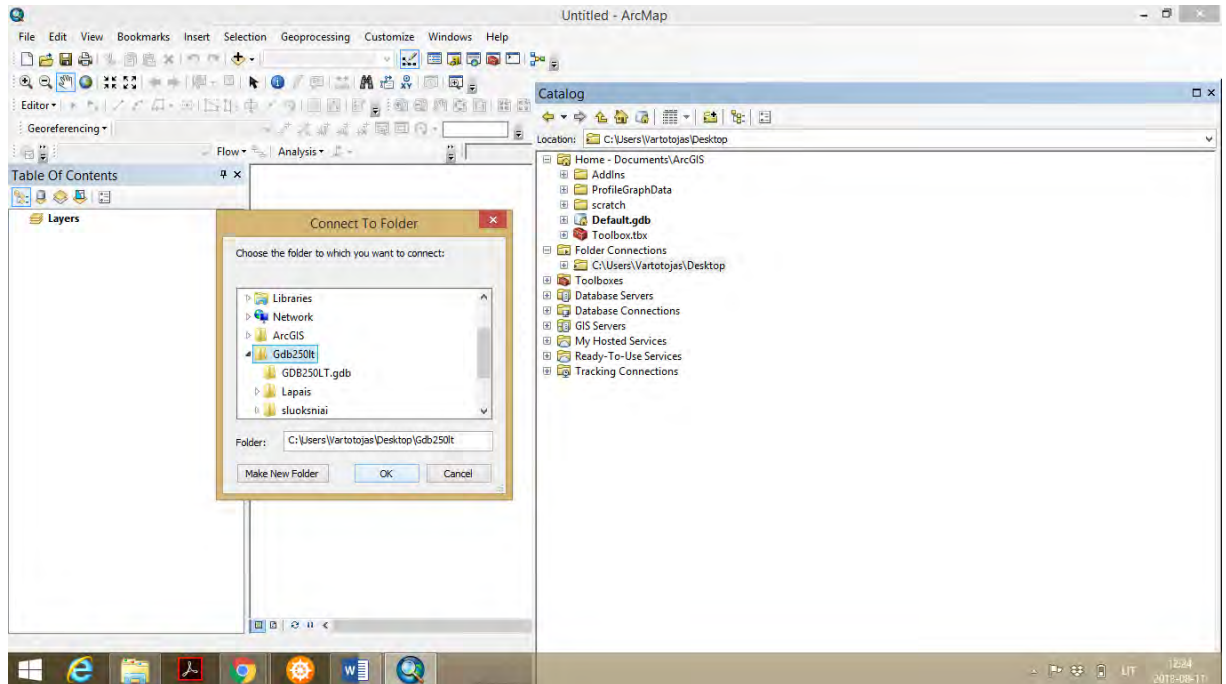 Untitled - ArcMap
File Edit View Bookmarks Insert Selection Geoprocessing Customize Windows Help
Editor
Georeferencing
Flow Analysis
Table Of Contents
Layers
Connect To Folder
Choose the folder to which you want to connect:
Libraries
Network
ArcGIS
Gdb250lt
GDB250LT.gdb
Lapais
sluoksniai
Folder: C:\Users\Vartotojas\Desktop\Gdb250lt
Make New Folder OK Cancel
Catalog
Location: C:\Users\Vartotojas\Desktop
Home - Documents\ArcGIS
AddIns
ProfileGraphData
scratch
Default.gdb
Toolbox.tbx
Folder Connections
C:\Users\Vartotojas\Desktop
Toolboxes
Database Servers
Database Connections
GIS Servers
My Hosted Services
Ready-To-Use Services
Tracking Connections
LIT 12:24
2018-08-11